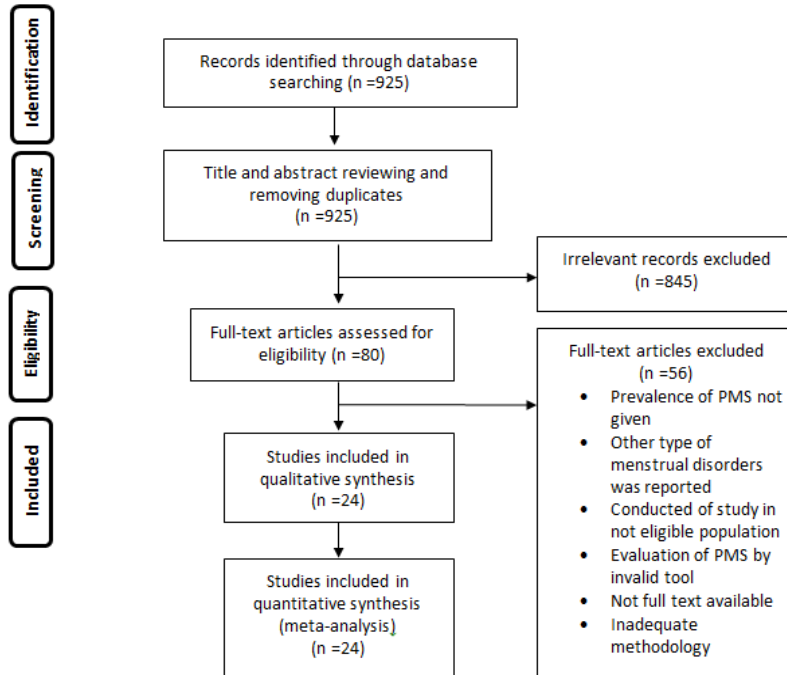 Identification
Records identified through database
searching (n =925)
Screening
Title and abstract reviewing and
removing duplicates
(n =925)
Irrelevant records excluded
(n =845)
Eligibility
Full-text articles assessed for
eligibility (n =80)
Full-text articles excluded
(n =56)
• Prevalence of PMS not
given
• Other type of
menstrual disorders
was reported
• Conducted of study in
not eligible population
• Evaluation of PMS by
invalid tool
• Not full text available
• Inadequate
methodology
Included
Studies included in
qualitative synthesis
(n =24)
Studies included in
quantitative synthesis
(meta-analysis)
(n =24)